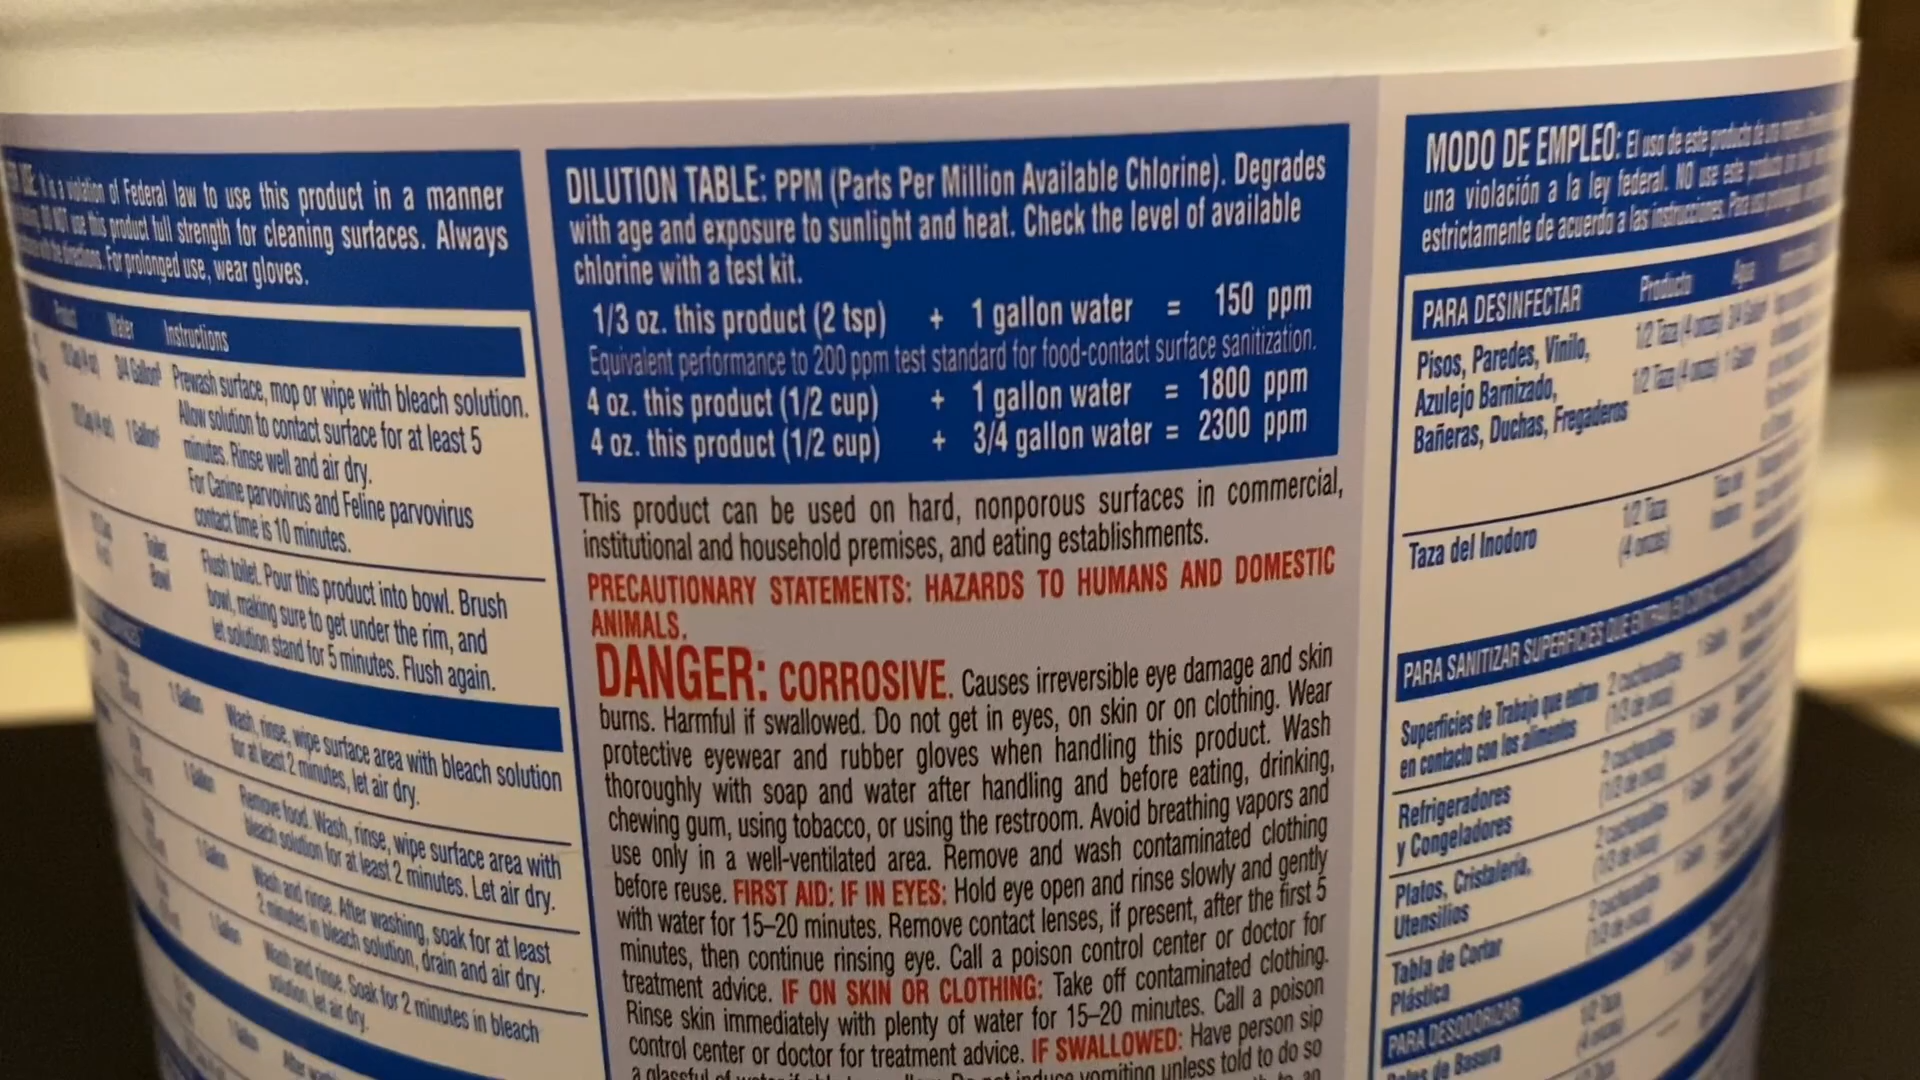 is a violation of Federal law to use this product in a manner
DO NOT use this product full strength for cleaning surfaces. Always
directions. For prolonged use, wear gloves.
Product Water Instructions
3/4 Gallon Prewash surface, mop or wipe with bleach solution.
1 Gallon Allow solution to contact surface for at least 5
minutes. Rinse well and air dry.
For Canine parvovirus and Feline parvovirus
contact time is 10 minutes.
Toilet Bowl
Flush toilet. Pour this product into bowl. Brush
bowl, making sure to get under the rim, and
let solution stand for 5 minutes. Flush again.
1 Gallon Wash, rinse, wipe surface area with bleach solution
for at least 2 minutes, let air dry.
1 Gallon Remove food. Wash, rinse, wipe surface area with
bleach solution for at least 2 minutes. Let air dry.
1 Gallon Wash and rinse. After washing, soak for at least
2 minutes in bleach solution, drain and air dry.
1 Gallon Wash and rinse. Soak for 2 minutes in bleach
solution, let air dry.
1 Gallon After
DILUTION TABLE: PPM (Parts Per Million Available Chlorine). Degrades
with age and exposure to sunlight and heat. Check the level of available
chlorine with a test kit.
1/3 oz. this product (2 tsp) + 1 gallon water = 150 ppm
Equivalent performance to 200 ppm test standard for food-contact surface sanitization.
4 oz. this product (1/2 cup) + 1 gallon water = 1800 ppm
4 oz. this product (1/2 cup) + 3/4 gallon water = 2300 ppm
This product can be used on hard, nonporous surfaces in commercial,
institutional and household premises, and eating establishments.
PRECAUTIONARY STATEMENTS: HAZARDS TO HUMANS AND DOMESTIC
ANIMALS.
DANGER: CORROSIVE. Causes irreversible eye damage and skin
burns. Harmful if swallowed. Do not get in eyes, on skin or on clothing. Wear
protective eyewear and rubber gloves when handling this product. Wash
thoroughly with soap and water after handling and before eating, drinking,
chewing gum, using tobacco, or using the restroom. Avoid breathing vapors and
use only in a well-ventilated area. Remove and wash contaminated clothing
before reuse. FIRST AID: IF IN EYES: Hold eye open and rinse slowly and gently
with water for 15–20 minutes. Remove contact lenses, if present, after the first 5
minutes, then continue rinsing eye. Call a poison control center or doctor for
treatment advice. IF ON SKIN OR CLOTHING: Take off contaminated clothing.
Rinse skin immediately with plenty of water for 15–20 minutes. Call a poison
control center or doctor for treatment advice. IF SWALLOWED: Have person sip
a glassful of water if able to swallow. Do not induce vomiting unless told to do so
MODO DE EMPLEO: El uso de este producto de una manera
una violación a la ley federal. NO use este producto
estrictamente de acuerdo a las instrucciones. Para uso prolongado,
PARA DESINFECTAR Producto Agua
Pisos, Paredes, Vinilo, 1/2 Taza (4 onzas) 3/4 Galón
Azulejo Barnizado, 1/2 Taza (4 onzas) 1 Galón
Bañeras, Duchas, Fregaderos
Taza del Inodoro 1/2 Taza
(4 onzas)
PARA SANITIZAR SUPERFICIES QUE ENTRAN EN CONTACTO
Superficies de Trabajo que entran 2 cucharaditas
en contacto con los alimentos (1/3 de onza)
Refrigeradores 2 cucharaditas
y Congeladores (1/3 de onza)
Platos, Cristalería, 2 cucharaditas
Utensilios (1/3 de onza)
Tabla de Cortar 2 cucharaditas
Plástica (1/3 de onza)
PARA DESODORIZAR
Botes de Basura 1/2 Taza
(4 onzas)